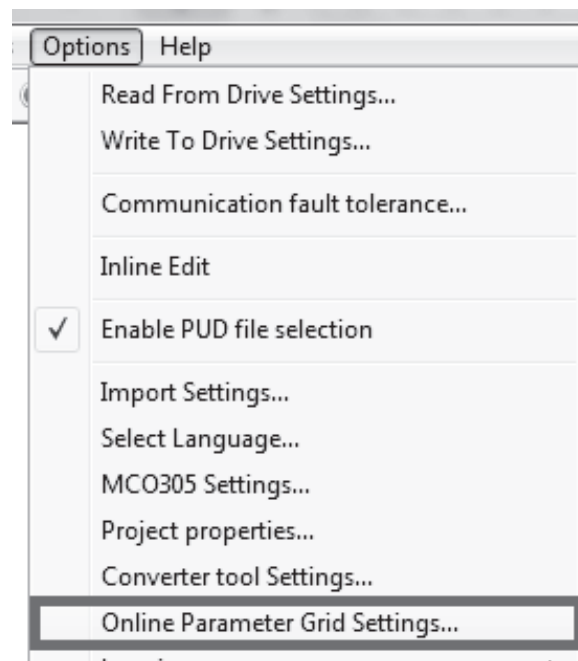 Options Help
Read From Drive Settings...
Write To Drive Settings...
Communication fault tolerance...
Inline Edit
Enable PUD file selection
Import Settings...
Select Language...
MCO305 Settings...
Project properties...
Converter tool Settings...
Online Parameter Grid Settings...